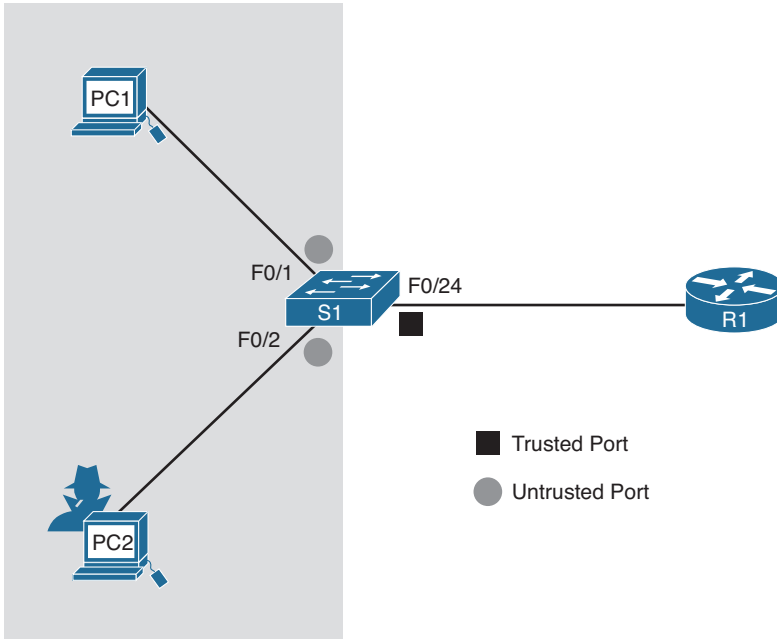 PC1
F0/1
F0/24
S1
R1
F0/2
Trusted Port
Untrusted Port
PC2